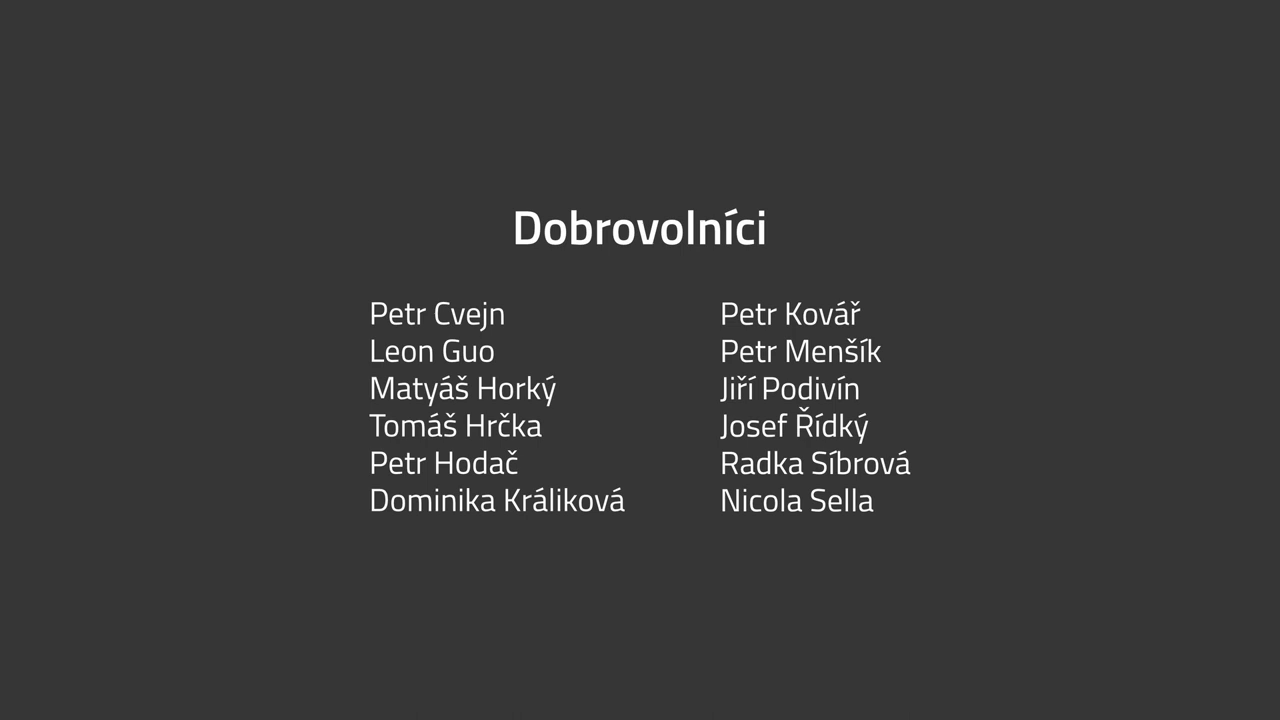 Dobrovolníci
Petr Cvejn
Leon Guo
Matyáš Horký
Tomáš Hrčka
Petr Hodač
Dominika Králiková
Petr Kovář
Petr Menšík
Jiří Podivín
Josef Řídký
Radka Síbrová
Nicola Sella